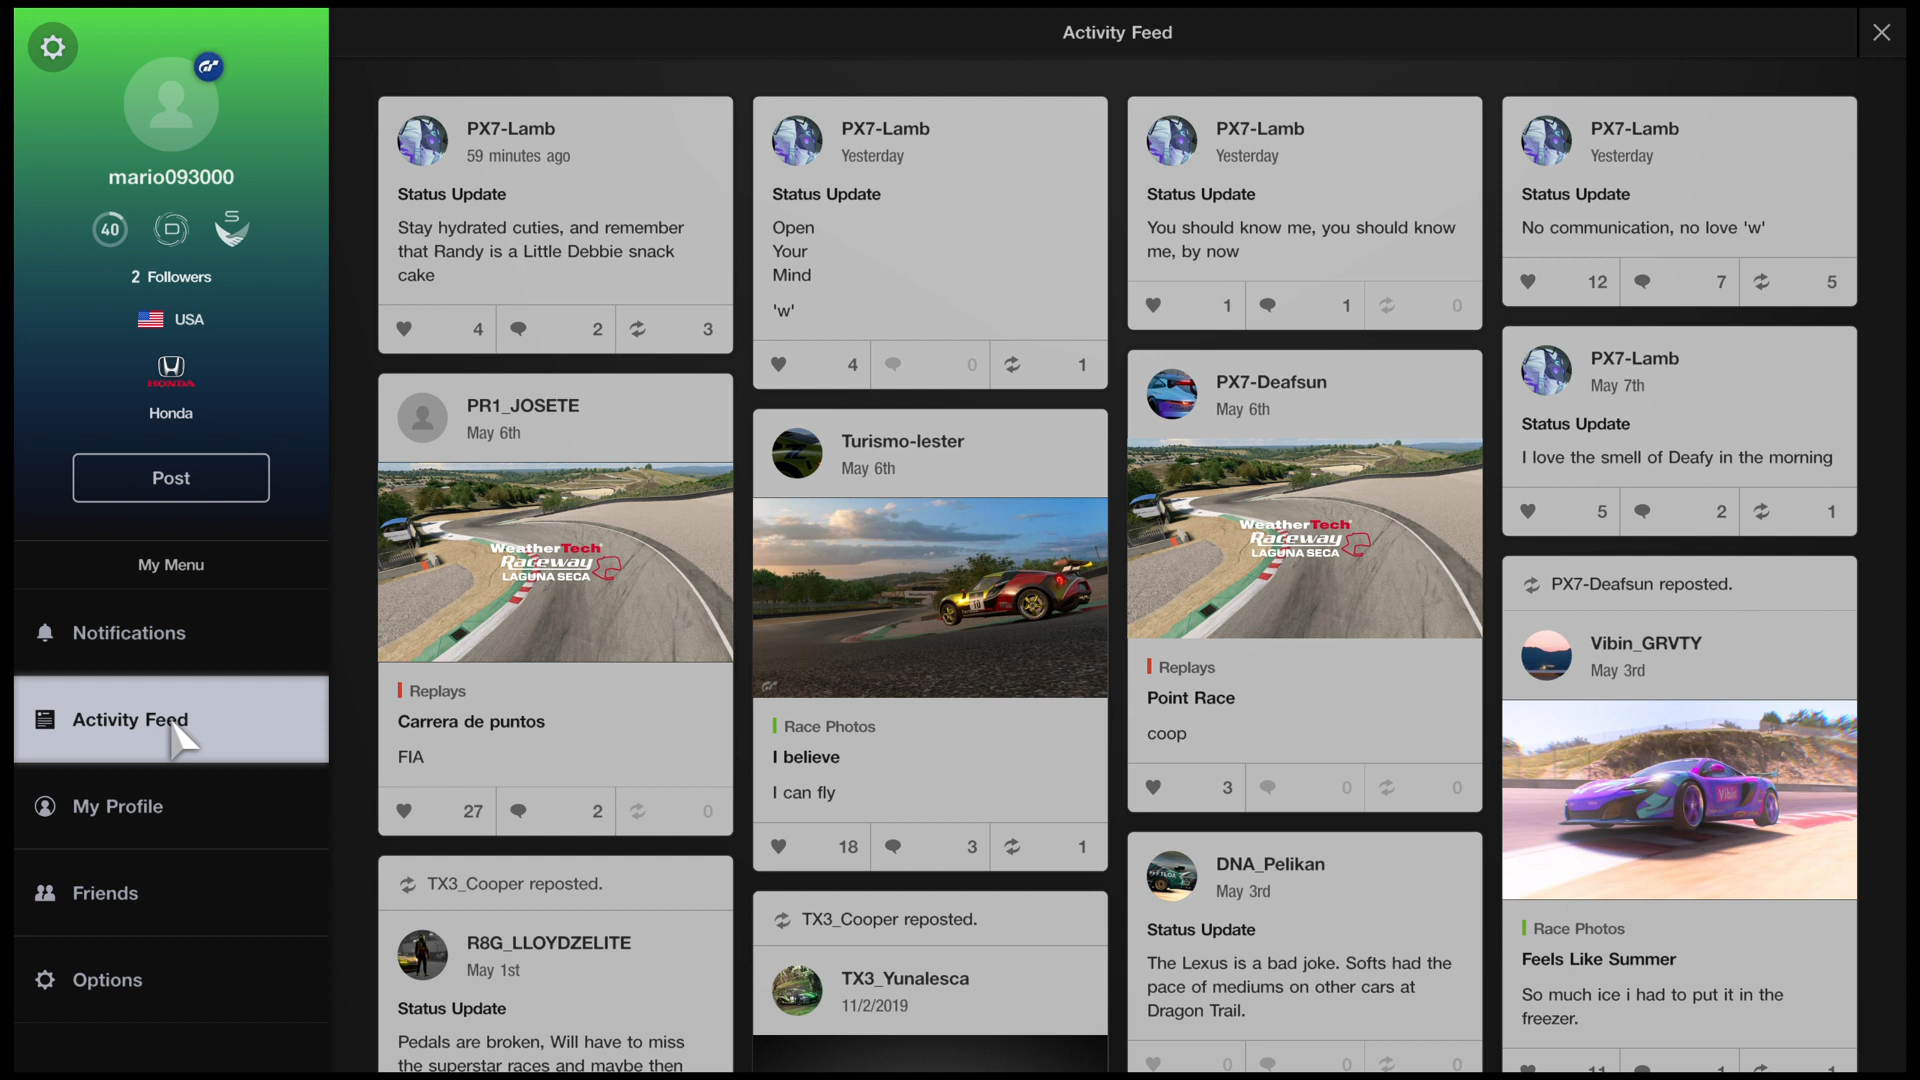 Activity Feed
GT
mario093000
40
D
S
2 Followers
USA
HONDA
Honda
Post
My Menu
Notifications
Activity Feed
My Profile
Friends
Options
PX7-Lamb
59 minutes ago
Status Update
Stay hydrated cuties, and remember
that Randy is a Little Debbie snack
cake
4 2 3
PR1_JOSETE
May 6th
WeatherTech
Raceway
LAGUNA SECA
Replays
Carrera de puntos
FIA
27 2 0
TX3_Cooper reposted.
R8G_LLOYDZELITE
May 1st
Status Update
Pedals are broken, Will have to miss
the superstar races and maybe then
PX7-Lamb
Yesterday
Status Update
Open
Your
Mind
'w'
4 0 1
Turismo-lester
May 6th
10
Race Photos
I believe
I can fly
18 3 1
TX3_Cooper reposted.
TX3_Yunalesca
11/2/2019
PX7-Lamb
Yesterday
Status Update
You should know me, you should know
me, by now
1 1 0
PX7-Deafsun
May 6th
WeatherTech
Raceway
LAGUNA SECA
Replays
Point Race
coop
3 0 0
DNA_Pelikan
May 3rd
Status Update
The Lexus is a bad joke. Softs had the
pace of mediums on other cars at
Dragon Trail.
0 0 0
PX7-Lamb
Yesterday
Status Update
No communication, no love 'w'
12 7 5
PX7-Lamb
May 7th
Status Update
I love the smell of Deafy in the morning
5 2 1
PX7-Deafsun reposted.
Vibin_GRVTY
May 3rd
Vibin
Race Photos
Feels Like Summer
So much ice i had to put it in the
freezer.
11 1 1